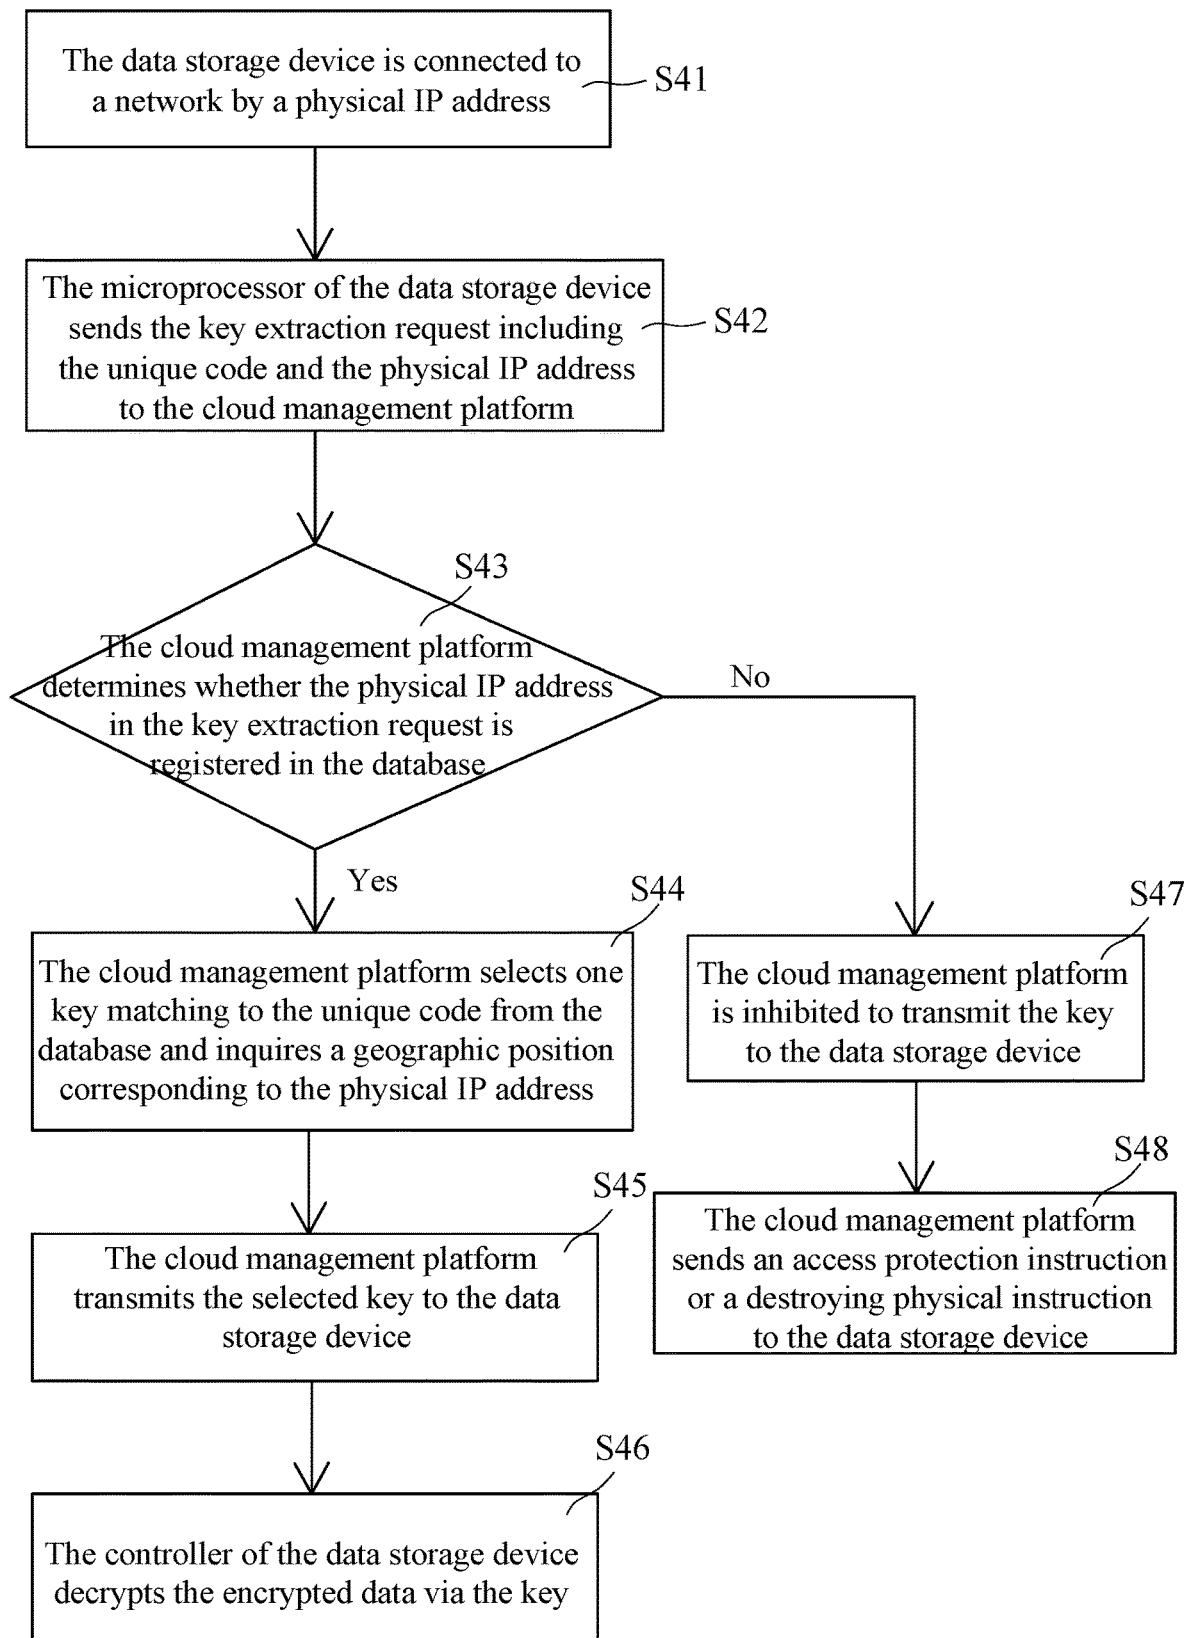 The data storage device is connected to
a network by a physical IP address
S41
The microprocessor of the data storage device
sends the key extraction request including
the unique code and the physical IP address
to the cloud management platform
S42
S43
The cloud management platform
determines whether the physical IP address
in the key extraction request is
registered in the database
No
Yes
S44
The cloud management platform selects one
key matching to the unique code from the
database and inquires a geographic position
corresponding to the physical IP address
S47
The cloud management platform
is inhibited to transmit the key
to the data storage device
S45
The cloud management platform
transmits the selected key to the data
storage device
S48
The cloud management platform
sends an access protection instruction
or a destroying physical instruction
to the data storage device
S46
The controller of the data storage device
decrypts the encrypted data via the key